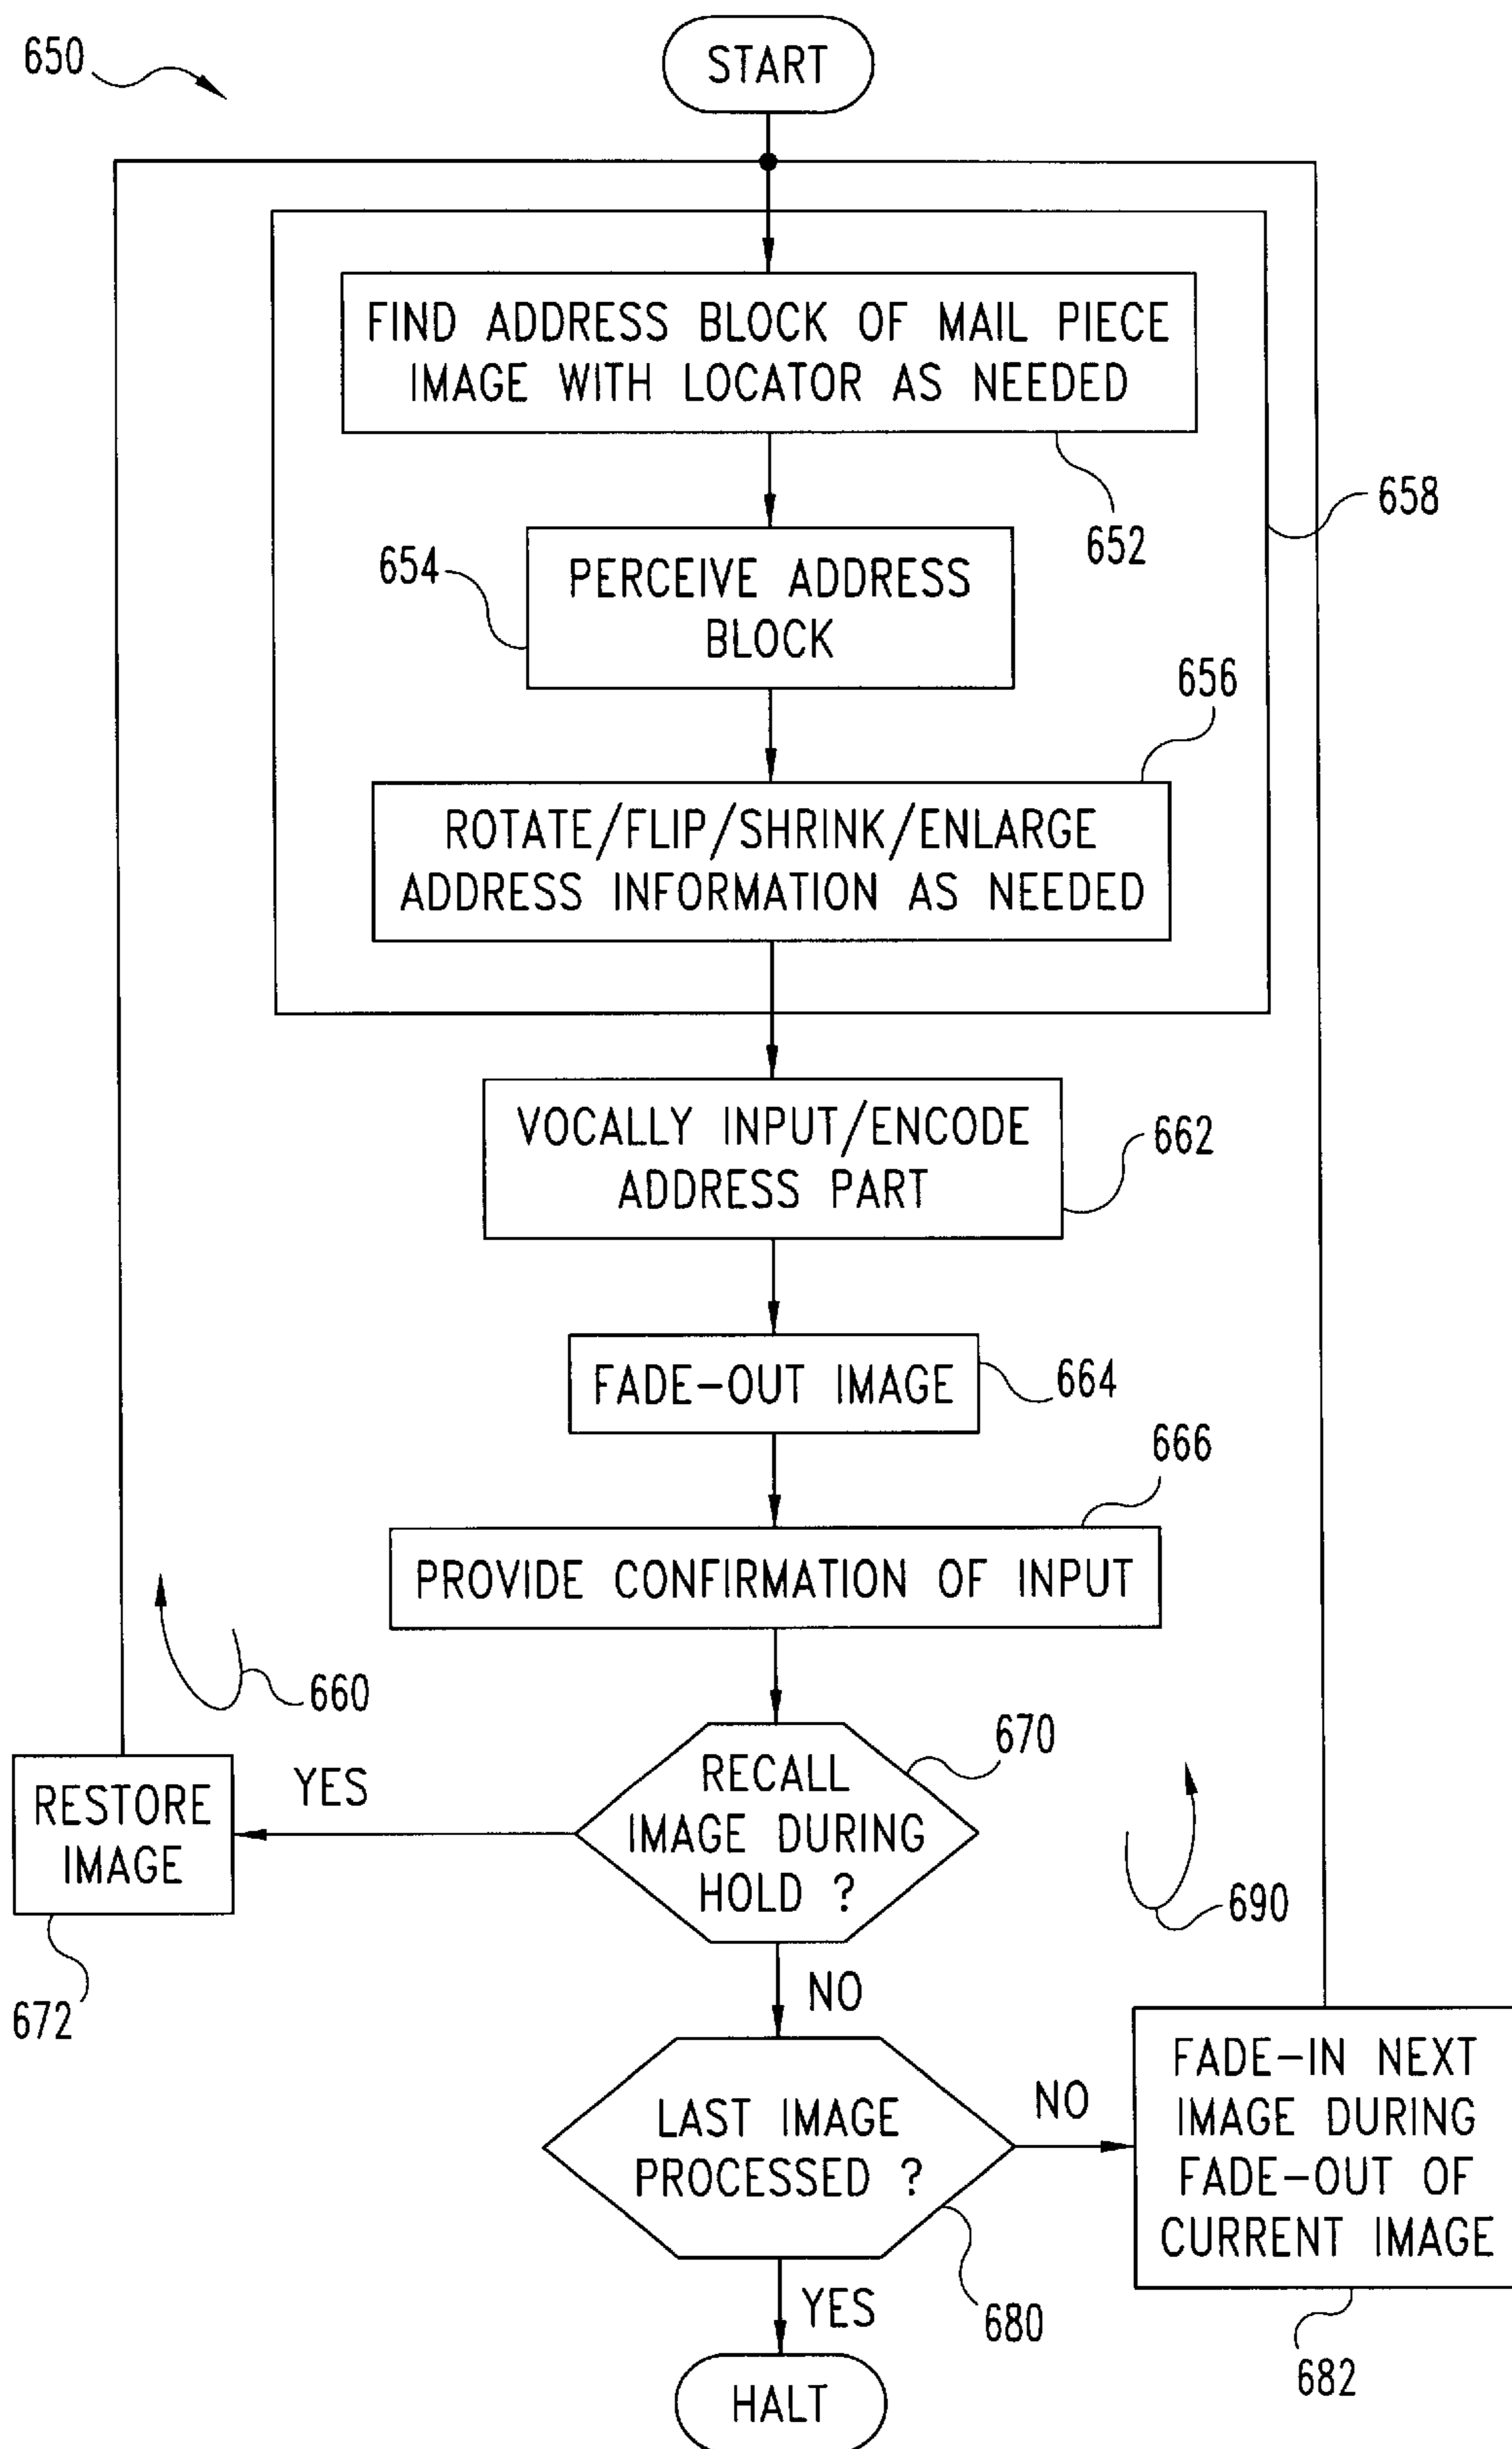 650
START
FIND ADDRESS BLOCK OF MAIL PIECE
IMAGE WITH LOCATOR AS NEEDED
652
658
654
PERCEIVE ADDRESS
BLOCK
656
ROTATE/FLIP/SHRINK/ENLARGE
ADDRESS INFORMATION AS NEEDED
VOCALLY INPUT/ENCODE
ADDRESS PART
662
FADE-OUT IMAGE
664
666
PROVIDE CONFIRMATION OF INPUT
660
670
RECALL
IMAGE DURING
HOLD ?
YES
RESTORE
IMAGE
672
690
NO
LAST IMAGE
PROCESSED ?
NO
FADE-IN NEXT
IMAGE DURING
FADE-OUT OF
CURRENT IMAGE
680
682
YES
HALT